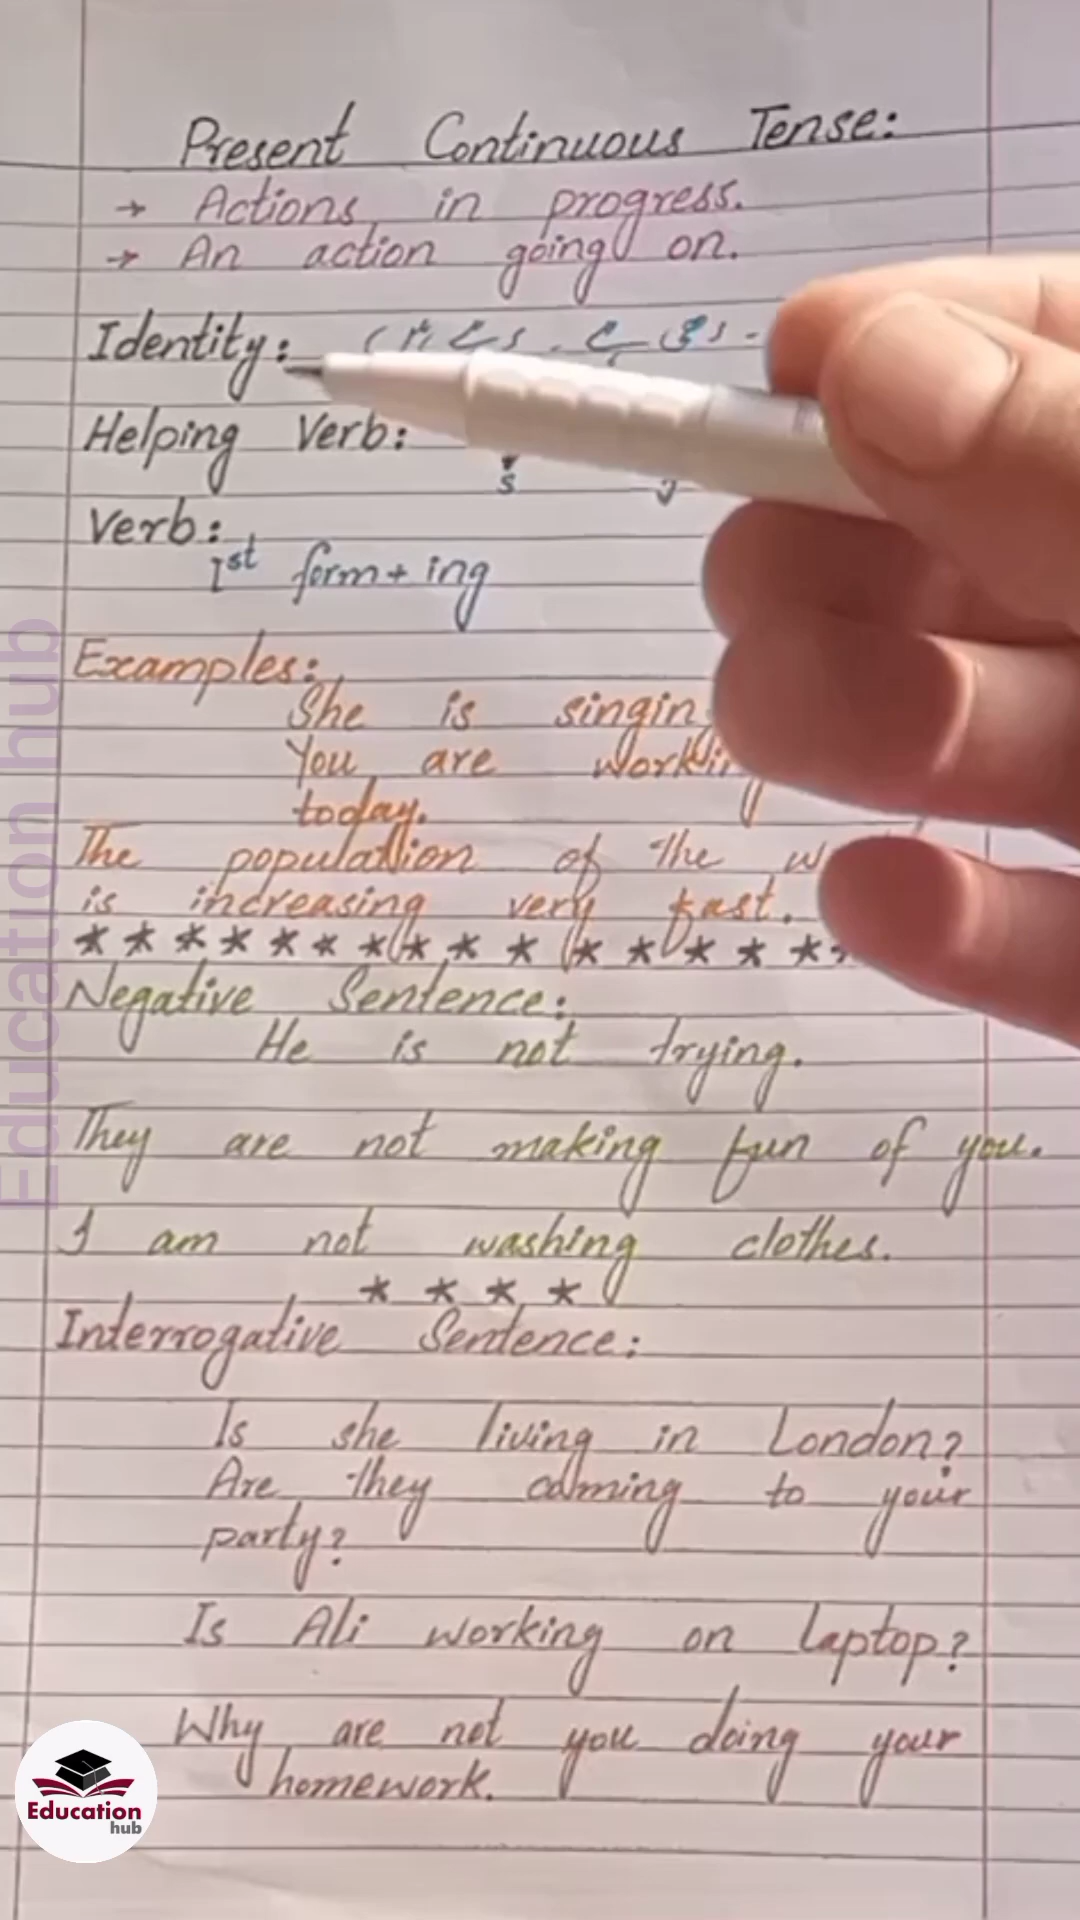 Present Continuous Tense:
→ Actions in progress.
→ An action going on.
Identity:
Helping Verb:
Verb:
1st form + ing
Examples:
She is singin
You are workin
today.
The population of the
is increasing very fast.
* * * * * * * * * * * * * * * *
Negative Sentence:
He is not trying.
They are not making fun of you.
I am not washing clothes.
* * * *
Interrogative Sentence:
Is she living in London?
Are they coming to your
party?
Is Ali working on laptop?
Why are not you doing your
homework.
Education hub
Education
hub